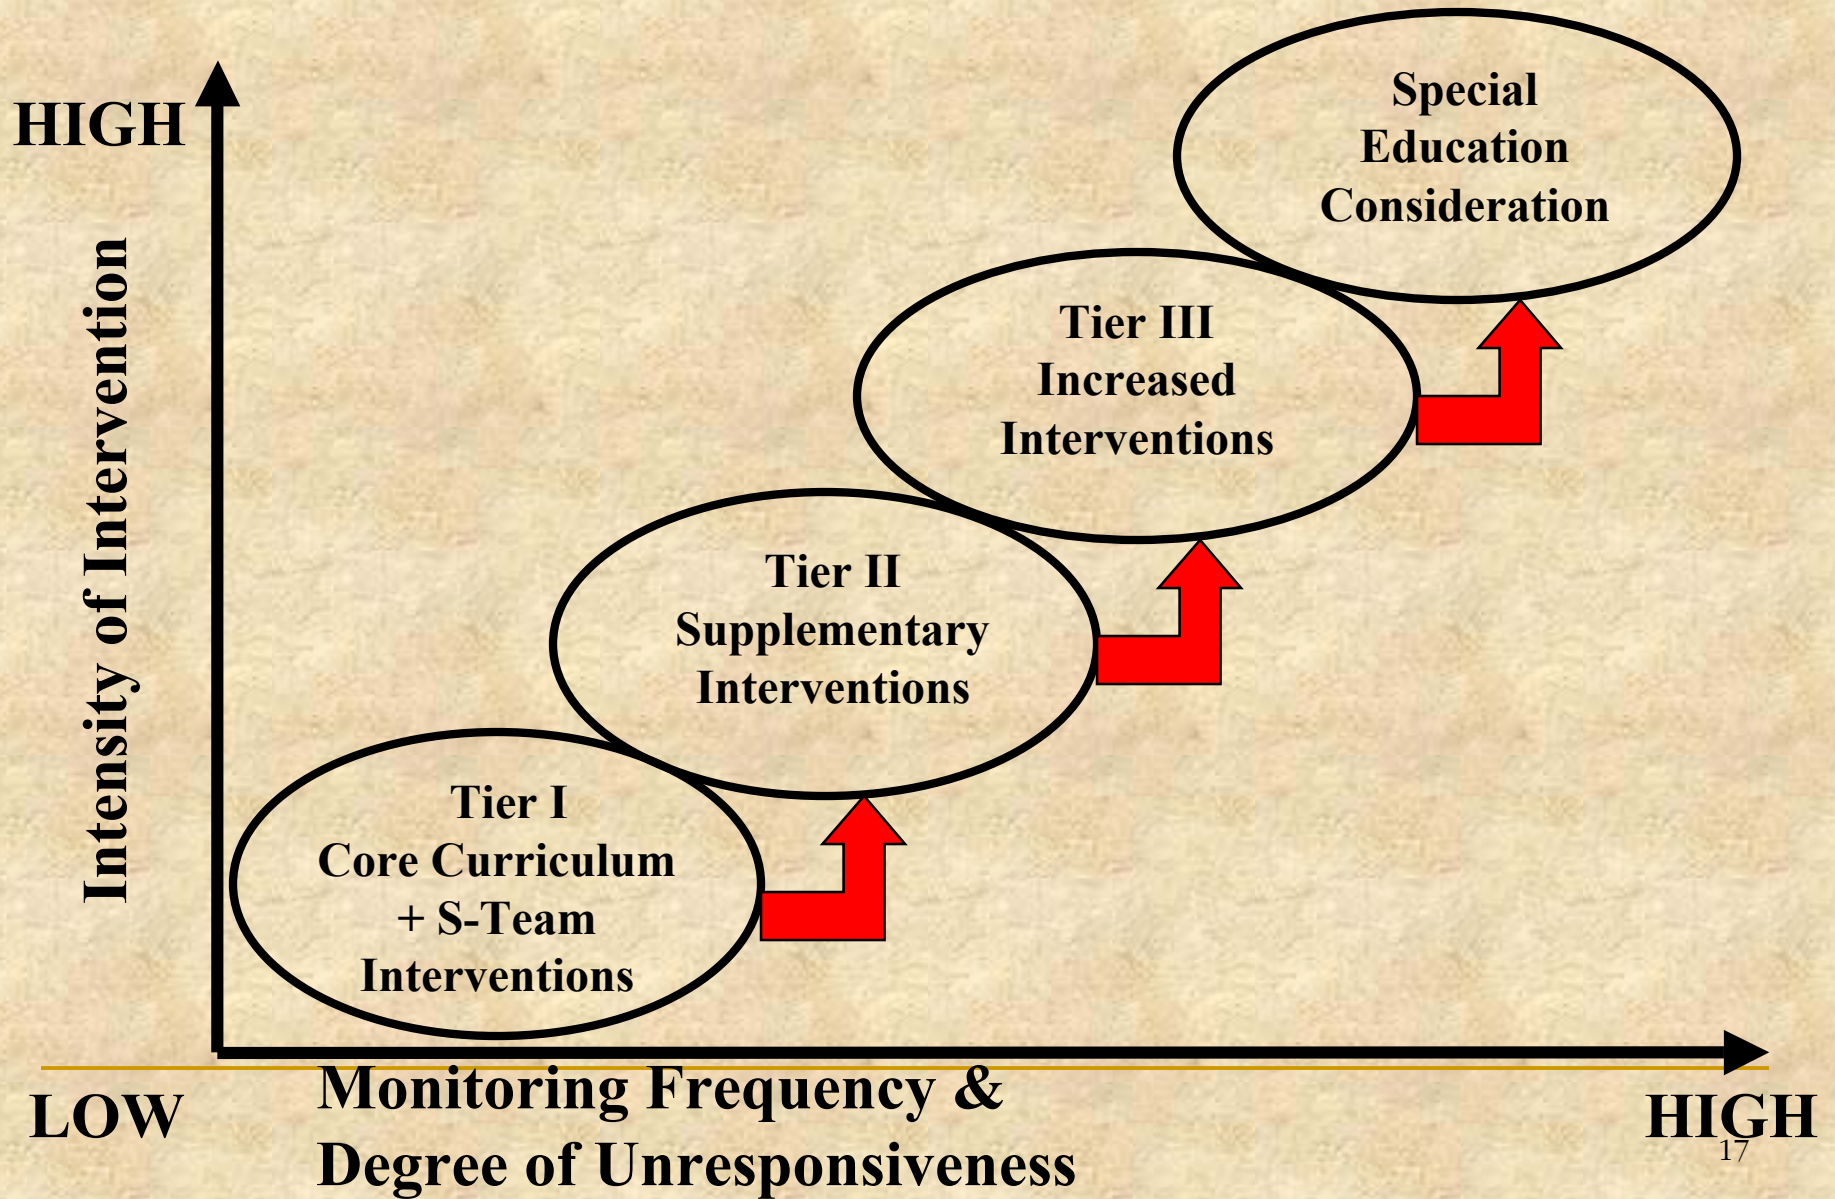 HIGH
Intensity of Intervention
Special
Education
Consideration
Tier III
Increased
Interventions
Tier II
Supplementary
Interventions
Tier I
Core Curriculum
+ S-Team
Interventions
LOW
Monitoring Frequency &
Degree of Unresponsiveness
HIGH
17